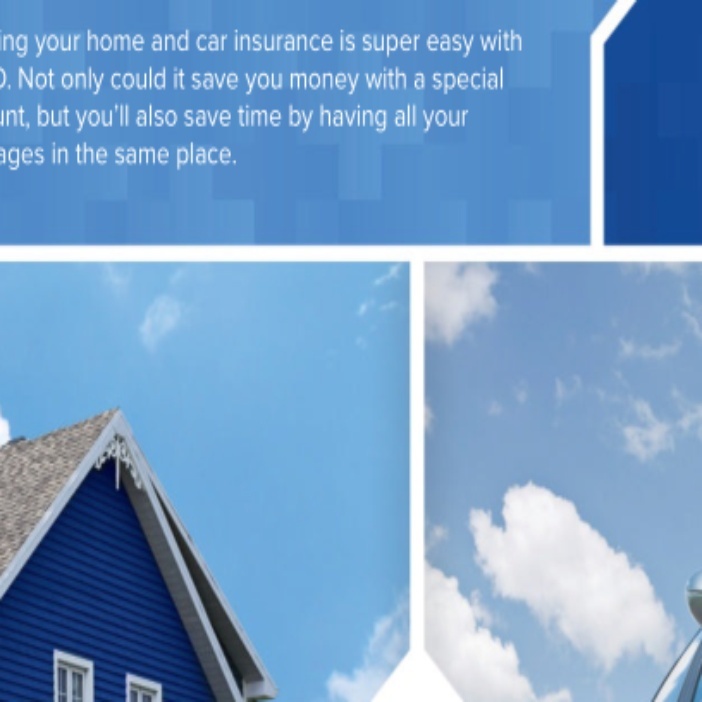 ing your home and car insurance is super easy with
. Not only could it save you money with a special
unt, but you'll also save time by having all your
ages in the same place.